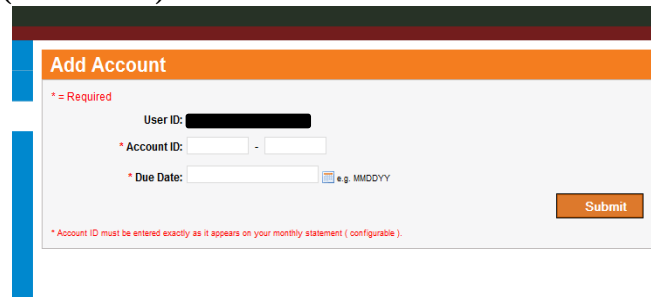 Add Account
* = Required
User ID:
* Account ID: -
* Due Date: e.g. MMDDYY
Submit
* Account ID must be entered exactly as it appears on your monthly statement ( configurable ).